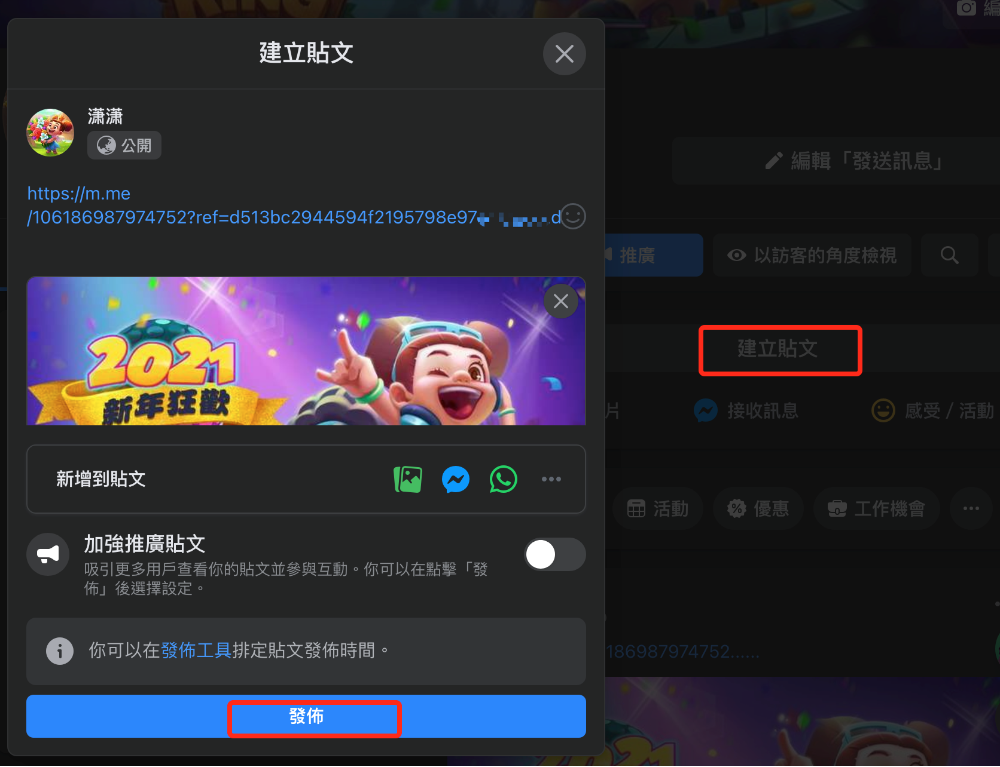 建立貼文
潇潇
公開
https://m.me
/106186987974752?ref=d513bc2944594f2195798e97
.d
2021
新年狂歡
新增到貼文
加強推廣貼文
吸引更多用戶查看你的貼文並參與互動。你可以在點擊「發
佈」後選擇設定。
你可以在發佈工具排定貼文發佈時間。
發佈
編
編輯「發送訊息」
推廣
以訪客的角度檢視
建立貼文
片
接收訊息
感受 / 活動
活動
優惠
工作機會
186987974752......
2021